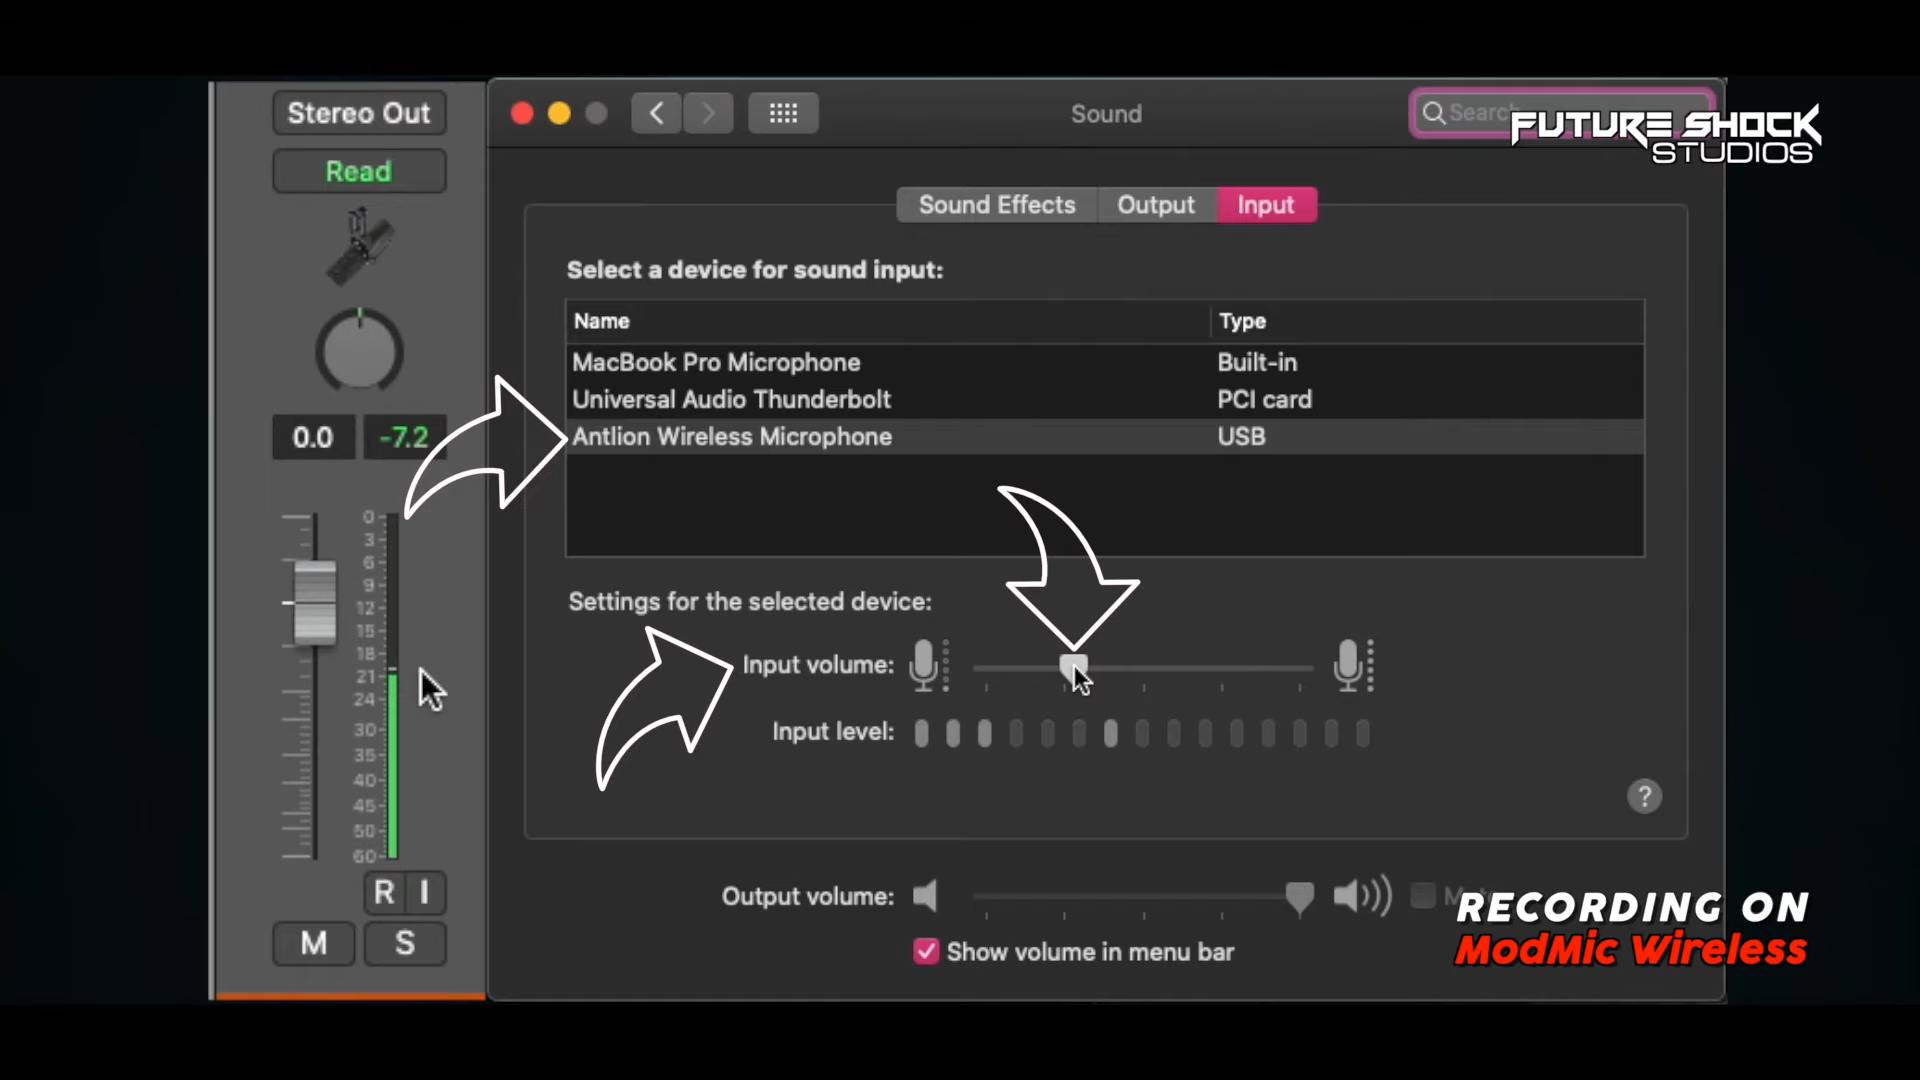 Stereo Out
Read
0.0 -7.2
0
3
6
9
12
15
18
21
24
30
35
40
45
50
60
R I
M S
Sound
Search
FUTURE SHOCK
STUDIOS
Sound Effects Output Input
Select a device for sound input:
Name Type
MacBook Pro Microphone Built-in
Universal Audio Thunderbolt PCI card
Antlion Wireless Microphone USB
Settings for the selected device:
Input volume:
Input level:
?
Output volume:
Show volume in menu bar
RECORDING ON
ModMic Wireless